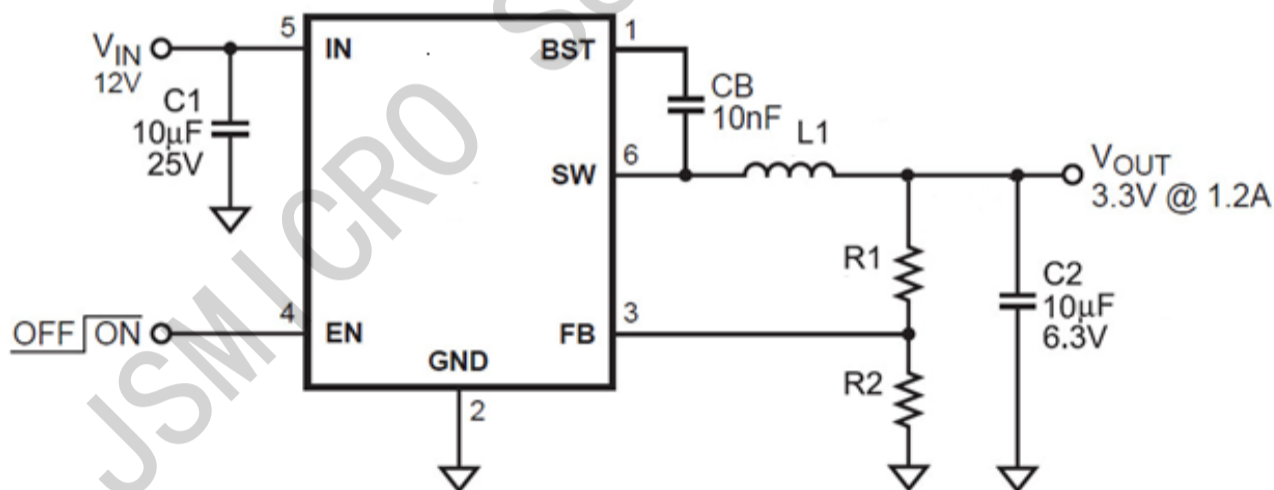 VIN
12V
C1
10µF
25V
5
IN
BST
1
CB
10nF
L1
6
SW
VOUT
3.3V @ 1.2A
R1
C2
10µF
6.3V
OFF ON
4
EN
FB
3
GND
2
R2
JSMICRO